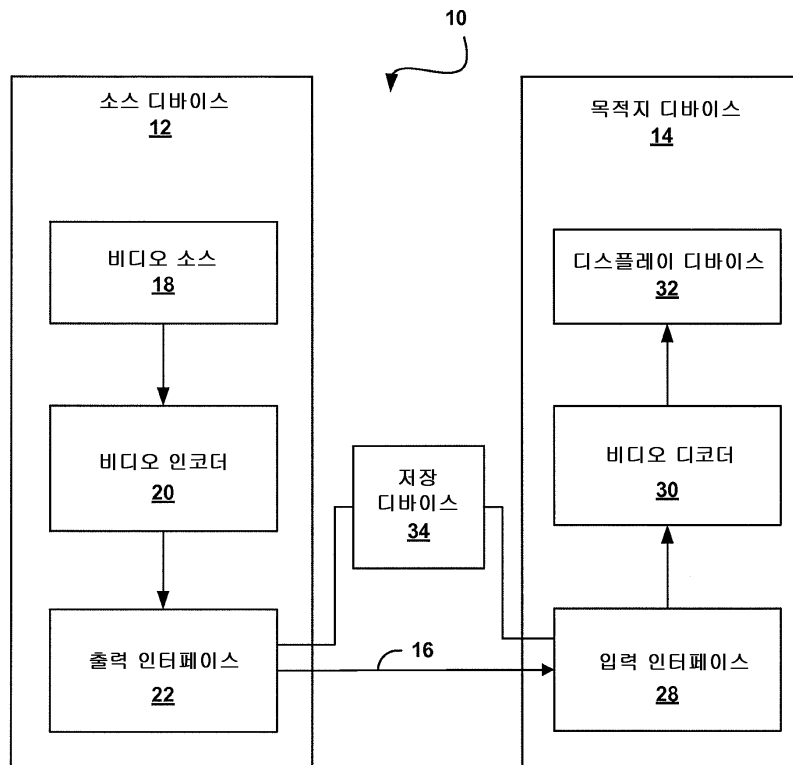 10
소스 디바이스
12
비디오 소스
18
비디오 인코더
20
출력 인터페이스
22
저장
디바이스
34
16
목적지 디바이스
14
디스플레이 디바이스
32
비디오 디코더
30
입력 인터페이스
28